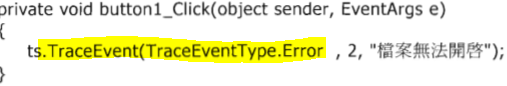 private void button1_Click(object sender, EventArgs e)
{
ts.TraceEvent(TraceEventType.Error , 2, "檔案無法開啓");
}